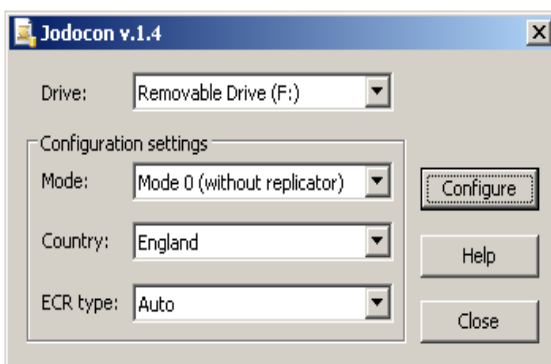 Jodocon v.1.4
Drive: Removable Drive (F:)
Configuration settings
Mode: Mode 0 (without replicator)
Country: England
ECR type: Auto
Configure
Help
Close